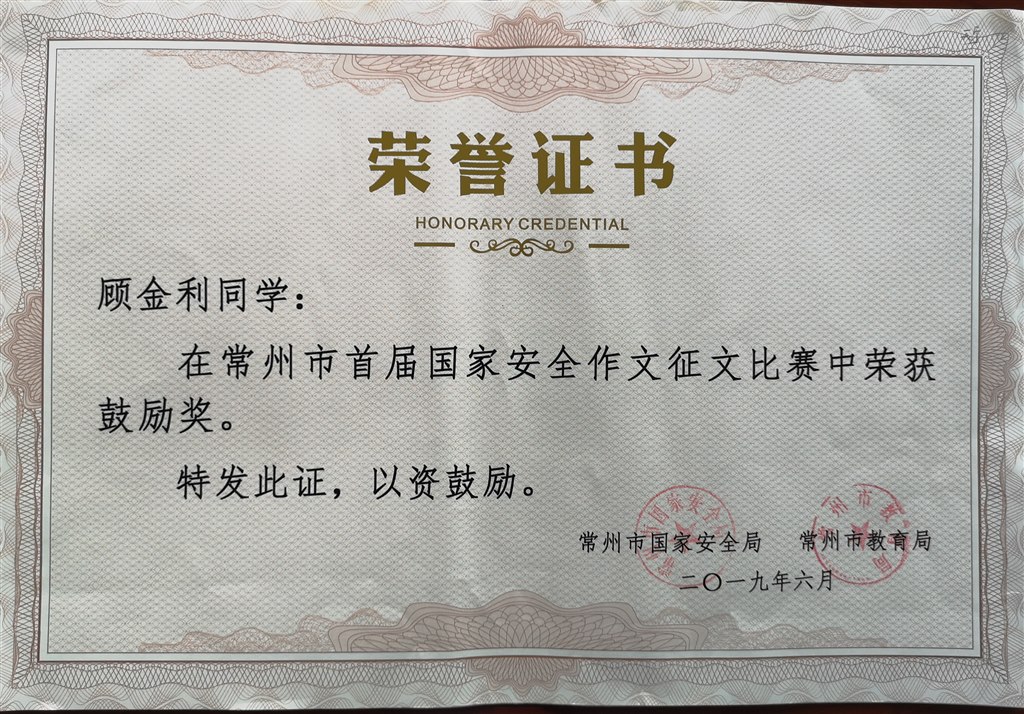 荣誉证书
HONORARY CREDENTIAL
顾金利同学：
在常州市首届国家安全作文征文比赛中荣获
鼓励奖。
特发此证，以资鼓励。
常州市国家安全局 常州市教育局
二〇一九年六月